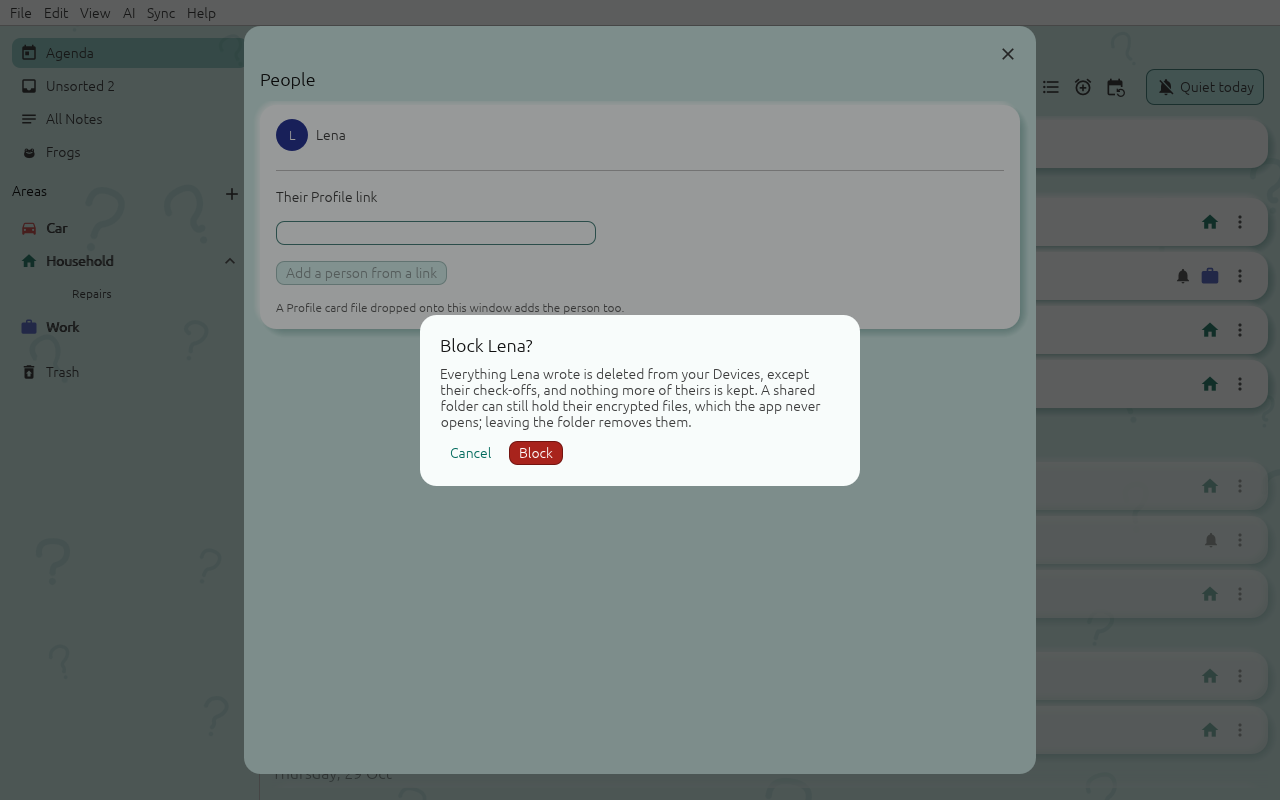 File Edit View AI Sync Help
Agenda
Unsorted 2
All Notes
Frogs
Areas
Car
Household
Repairs
Work
Trash
Quiet today
People
L Lena
Their Profile link
Add a person from a link
A Profile card file dropped onto this window adds the person too.
Block Lena?
Everything Lena wrote is deleted from your Devices, except
their check-offs, and nothing more of theirs is kept. A shared
folder can still hold their encrypted files, which the app never
opens; leaving the folder removes them.
Cancel Block
Thursday, 29 Oct